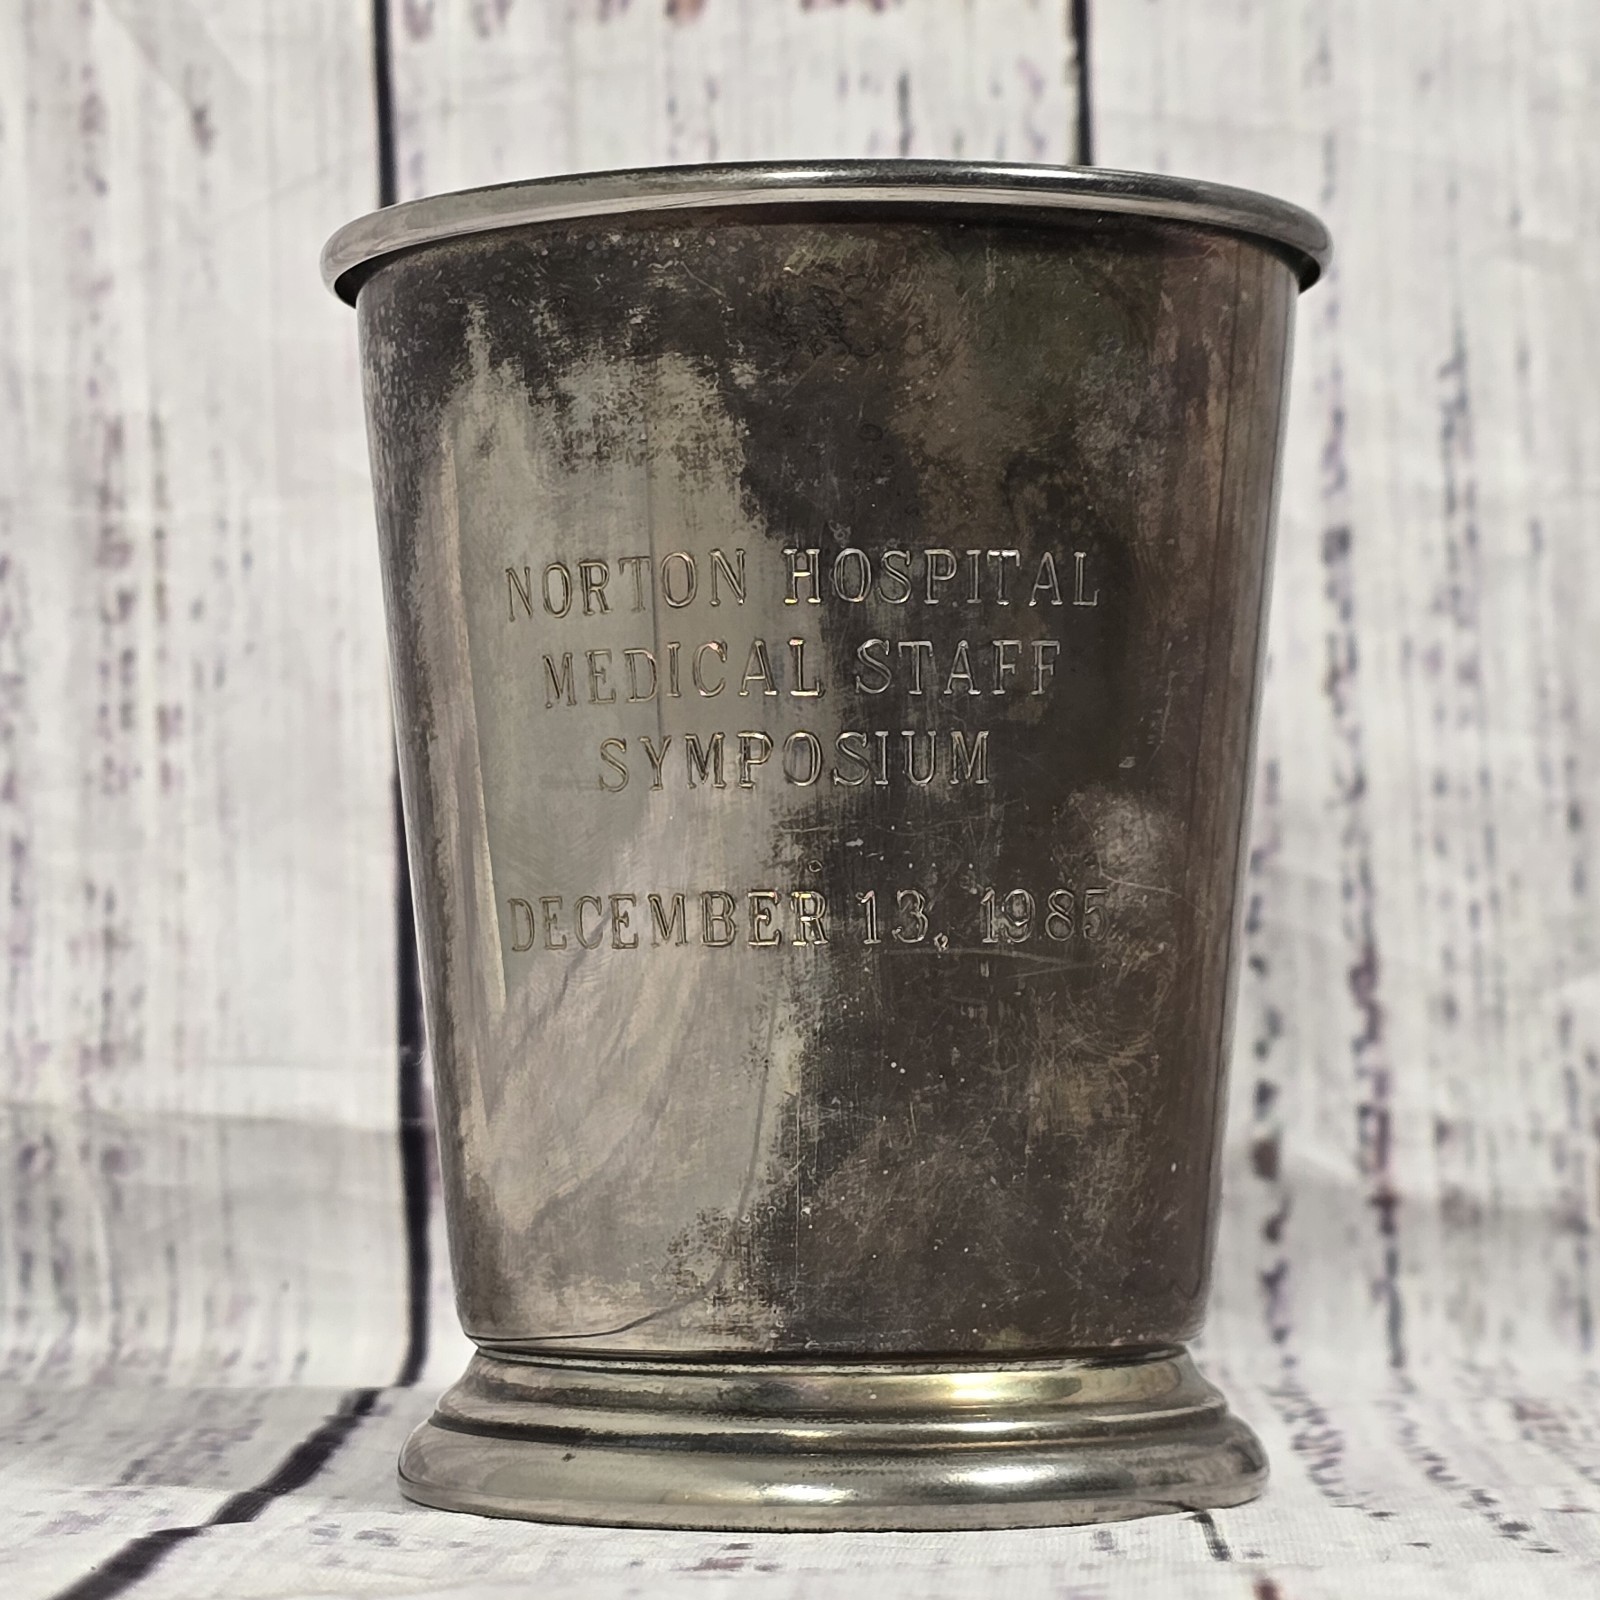 NORTON HOSPITAL
MEDICAL STAFF
SYMPOSIUM
DECEMBER 13, 1985